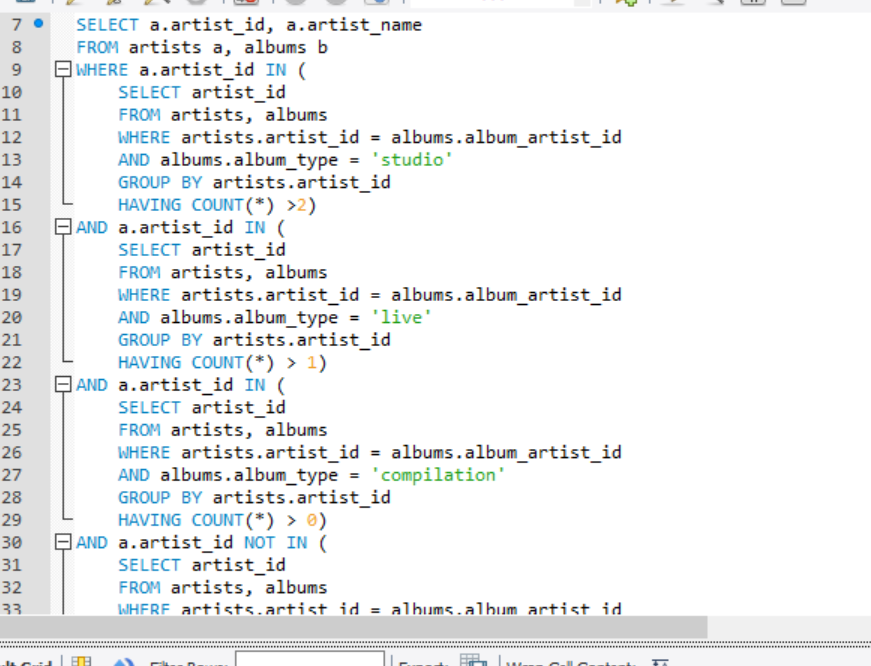 7 SELECT a.artist_id, a.artist_name
8 FROM artists a, albums b
9 WHERE a.artist_id IN (
10 SELECT artist_id
11 FROM artists, albums
12 WHERE artists.artist_id = albums.album_artist_id
13 AND albums.album_type = 'studio'
14 GROUP BY artists.artist_id
15 HAVING COUNT(*) >2)
16 AND a.artist_id IN (
17 SELECT artist_id
18 FROM artists, albums
19 WHERE artists.artist_id = albums.album_artist_id
20 AND albums.album_type = 'live'
21 GROUP BY artists.artist_id
22 HAVING COUNT(*) > 1)
23 AND a.artist_id IN (
24 SELECT artist_id
25 FROM artists, albums
26 WHERE artists.artist_id = albums.album_artist_id
27 AND albums.album_type = 'compilation'
28 GROUP BY artists.artist_id
29 HAVING COUNT(*) > 0)
30 AND a.artist_id NOT IN (
31 SELECT artist_id
32 FROM artists, albums
33 WHERE artists.artist_id = albums.album_artist_id
Grid Filter Rows: Export: Wrap Cell Content: